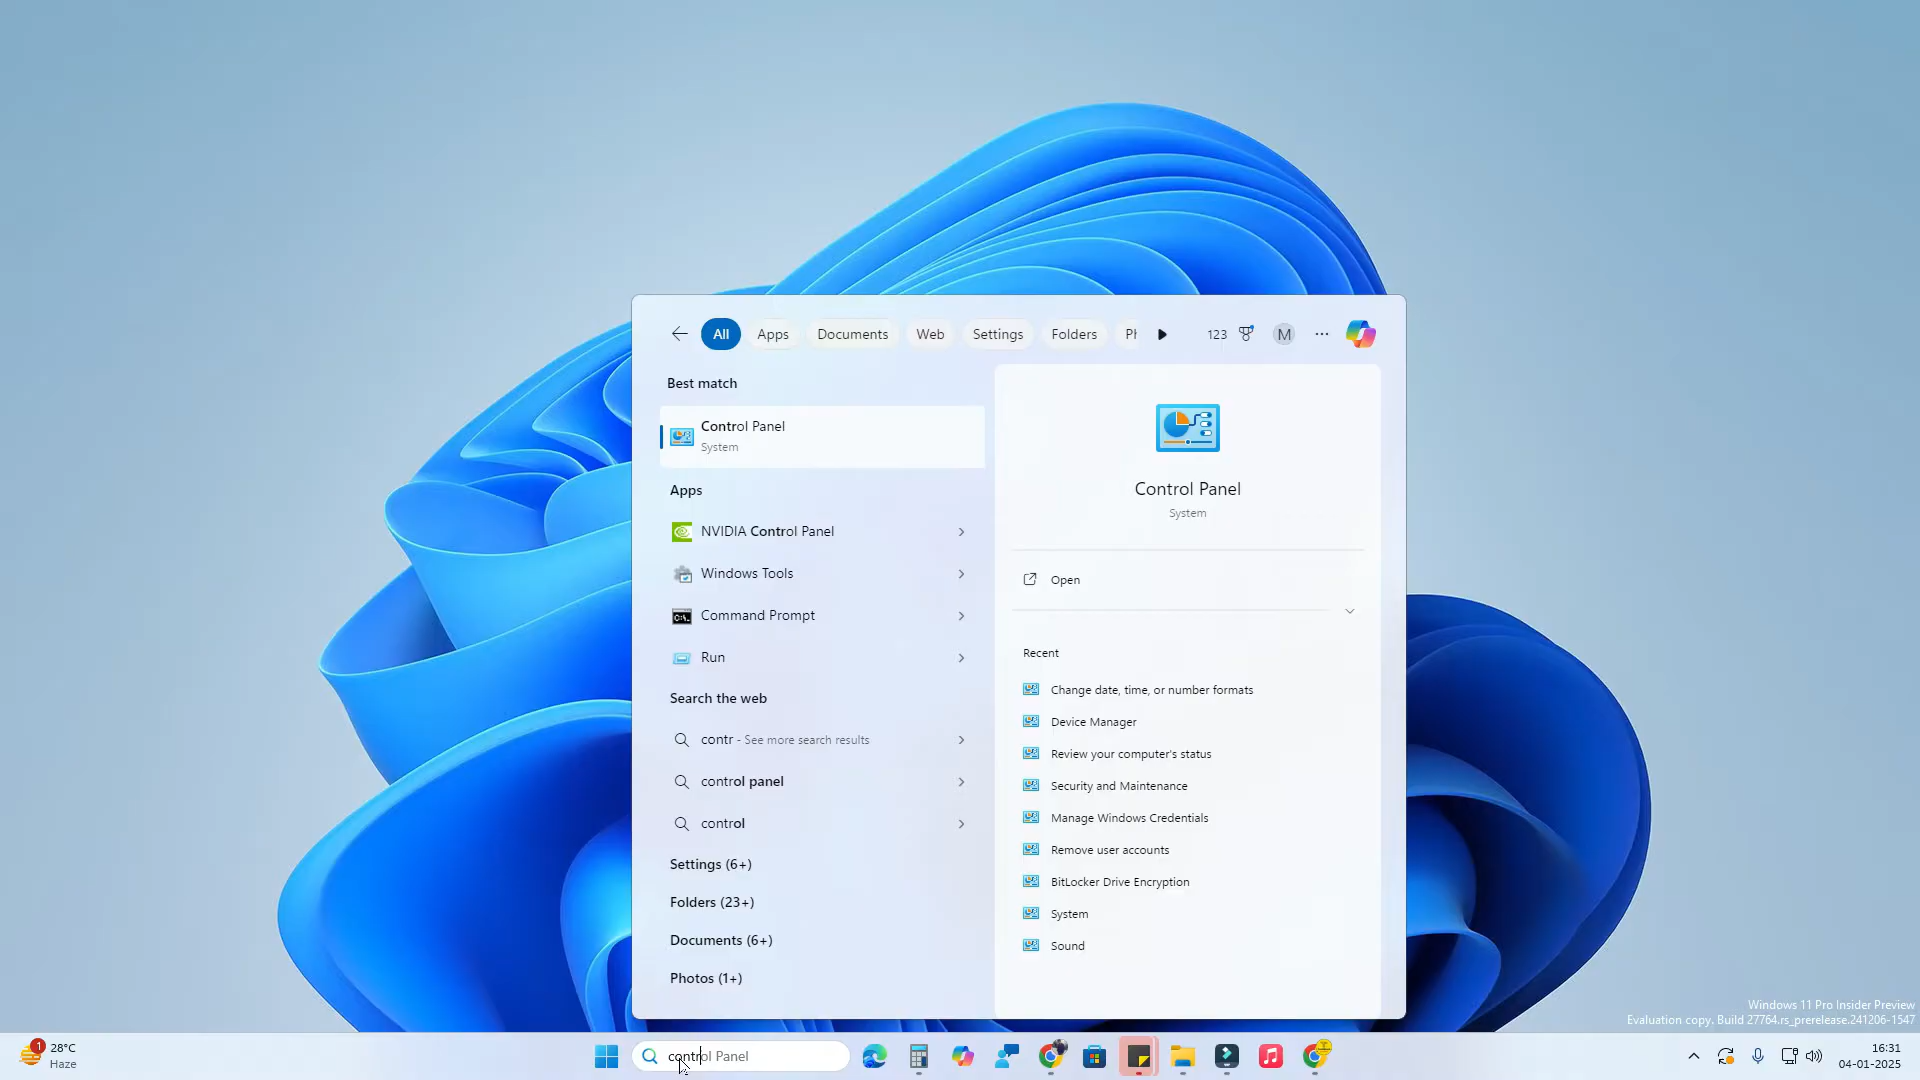 All Apps Documents Web Settings Folders Pl 123 M
Best match
Control Panel
System
Apps
NVIDIA Control Panel
Windows Tools
Command Prompt
Run
Search the web
contr - See more search results
control panel
control
Settings (6+)
Folders (23+)
Documents (6+)
Photos (1+)
Control Panel
System
Open
Recent
Change date, time, or number formats
Device Manager
Review your computer's status
Security and Maintenance
Manage Windows Credentials
Remove user accounts
BitLocker Drive Encryption
System
Sound
Windows 11 Pro Insider Preview
Evaluation copy. Build 27764.rs_prerelease.241206-1547
1
28°C
Haze
control Panel
16:31
04-01-2025